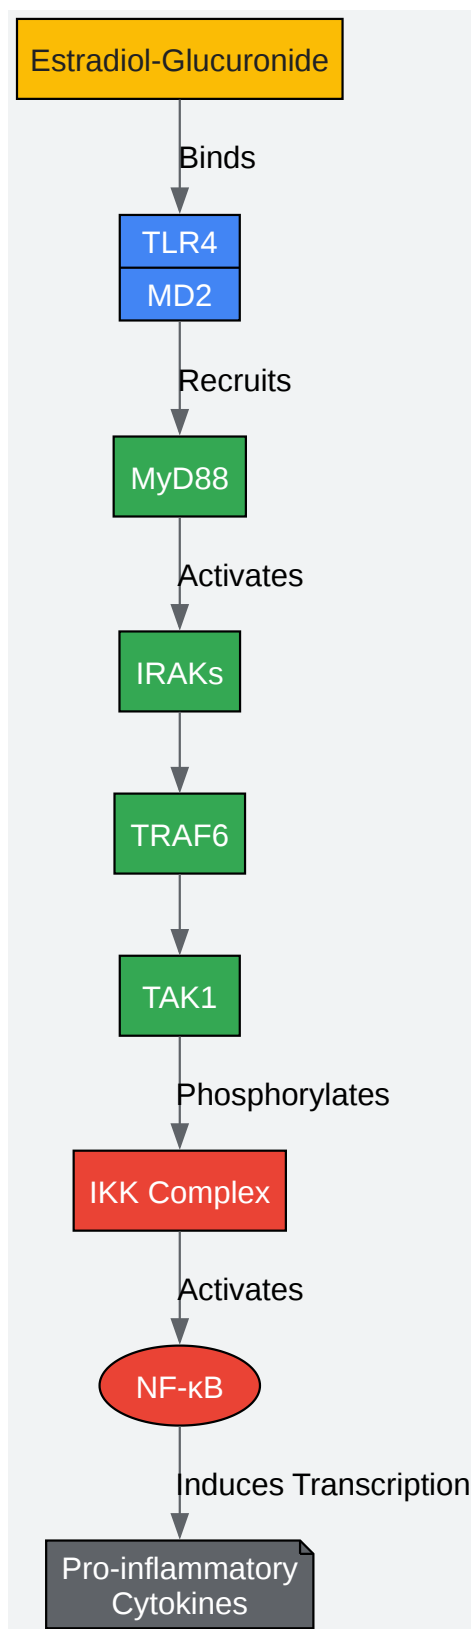 Estradiol-Glucuronide
Binds
TLR4
MD2
Recruits
MyD88
Activates
IRAKs
TRAF6
TAK1
Phosphorylates
IKK Complex
Activates
NF-κB
Induces Transcription
Pro-inflammatory
Cytokines